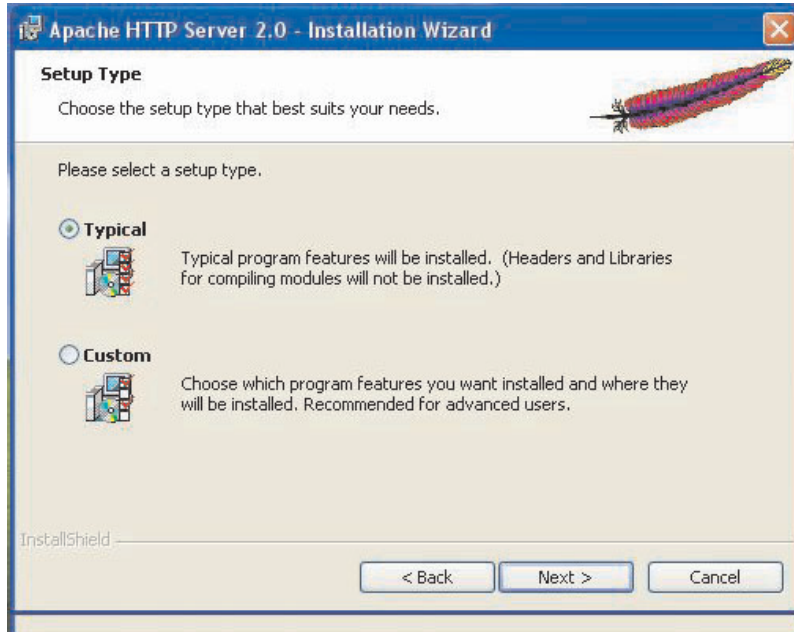 Apache HTTP Server 2.0 - Installation Wizard
Setup Type
Choose the setup type that best suits your needs.
Please select a setup type.
Typical
Typical program features will be installed. (Headers and Libraries
for compiling modules will not be installed.)
Custom
Choose which program features you want installed and where they
will be installed. Recommended for advanced users.
InstallShield
< Back
Next >
Cancel